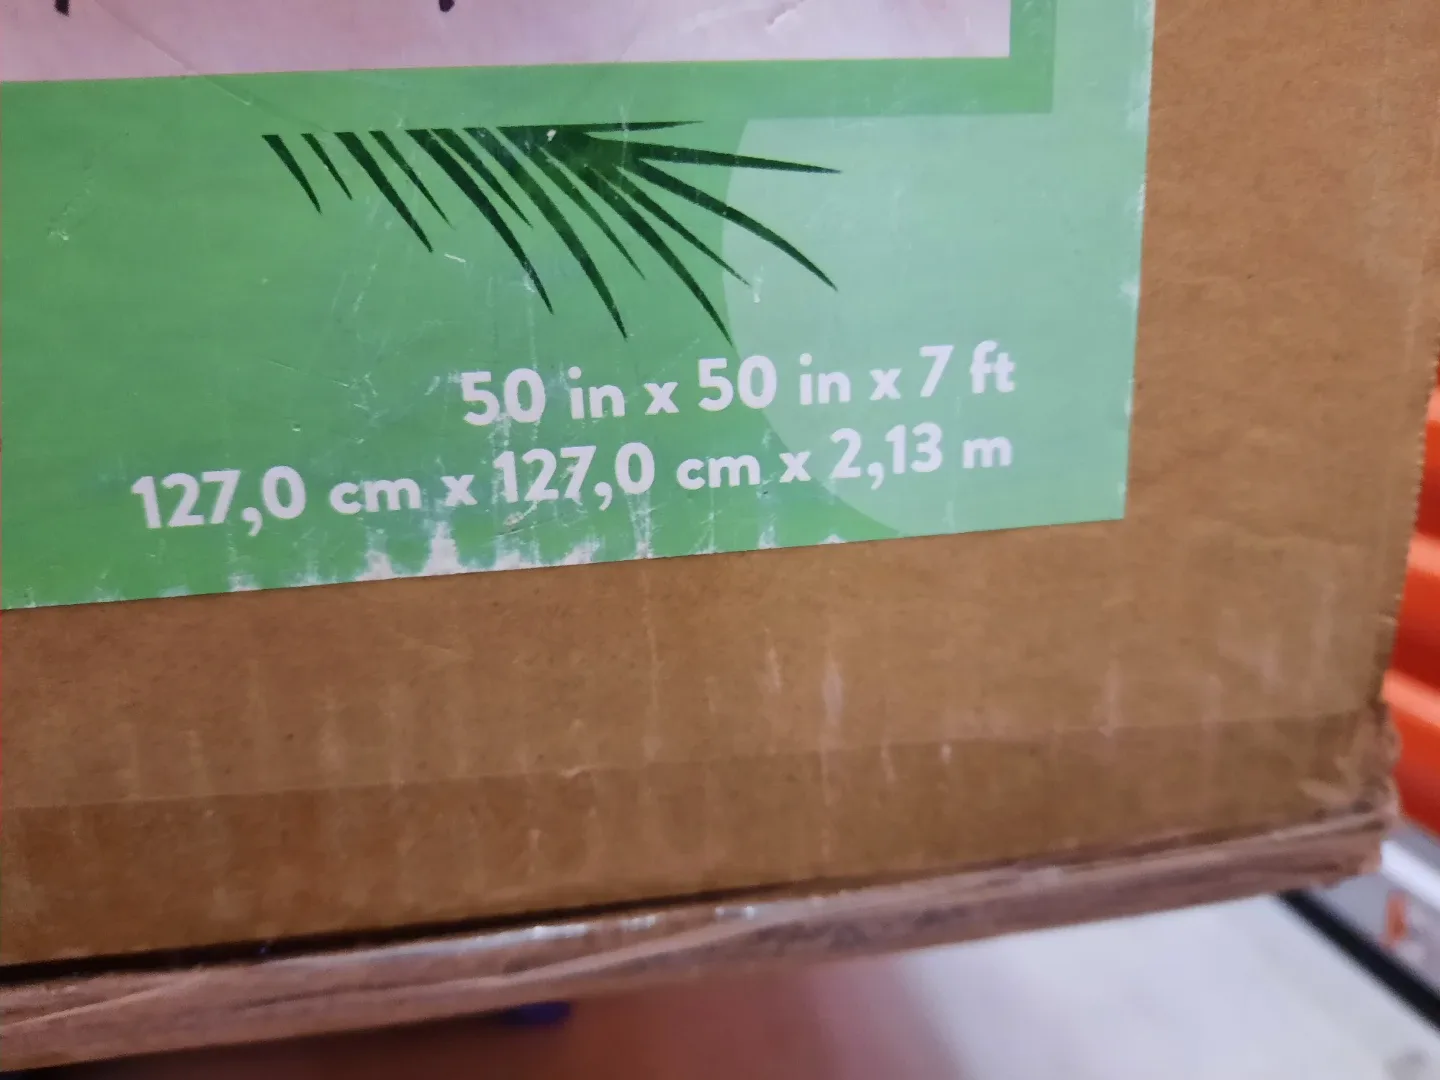 50 in x 50 in x 7 ft
127,0 cm x 127,0 cm x 2,13 m